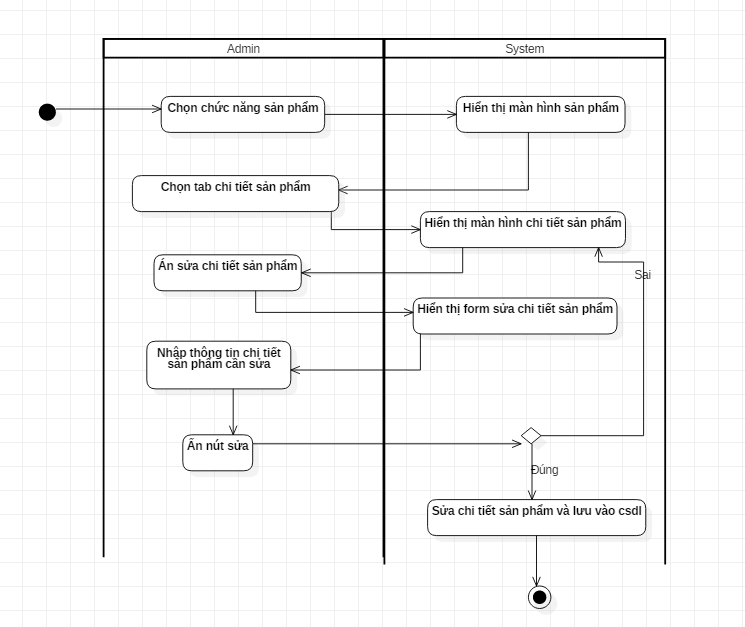 Admin
System
Chọn chức năng sản phẩm
Hiển thị màn hình sản phẩm
Chọn tab chi tiết sản phẩm
Hiển thị màn hình chi tiết sản phẩm
Ấn sửa chi tiết sản phẩm
Sai
Hiển thị form sửa chi tiết sản phẩm
Nhập thông tin chi tiết
sản phẩm cần sửa
Ấn nút sửa
Đúng
Sửa chi tiết sản phẩm và lưu vào csdl